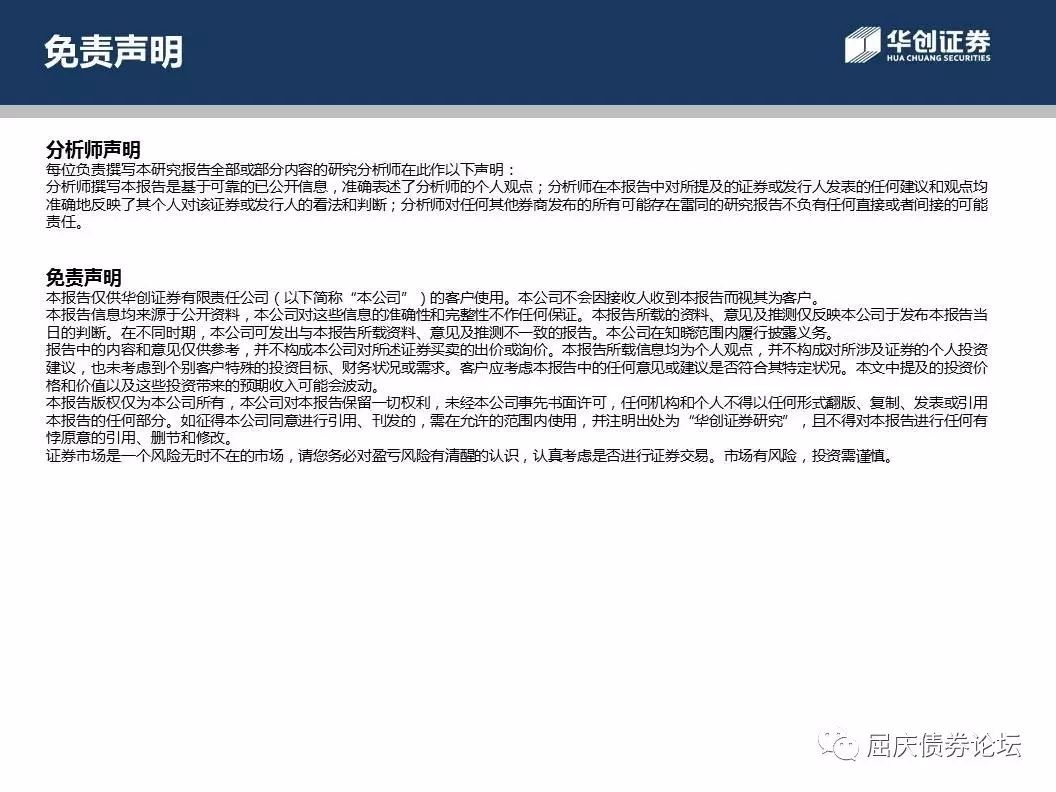 免责声明
华创证券
HUA CHUANG SECURITIES
分析师声明
每位负责撰写本研究报告全部或部分内容的研究分析师在此作以下声明：
分析师撰写本报告是基于可靠的已公开信息，准确表述了分析师的个人观点；分析师在本报告中对所提及的证券或发行人发表的任何建议和观点均
准确地反映了其个人对该证券或发行人的看法和判断；分析师对任何其他券商发布的所有可能存在雷同的研究报告不负有任何直接或者间接的可能
责任。
免责声明
本报告仅供华创证券有限责任公司（以下简称“本公司”）的客户使用。本公司不会因接收人收到本报告而视其为客户。
本报告信息均来源于公开资料，本公司对这些信息的准确性和完整性不作任何保证。本报告所载的资料、意见及推测仅反映本公司于发布本报告当
日的判断。在不同时期，本公司可发出与本报告所载资料、意见及推测不一致的报告。本公司在知晓范围内履行披露义务。
报告中的内容和意见仅供参考，并不构成本公司对所述证券买卖的出价或询价。本报告所载信息均为个人观点，并不构成对所涉及证券的个人投资
建议，也未考虑到个别客户特殊的投资目标、财务状况或需求。客户应考虑本报告中的任何意见或建议是否符合其特定状况。本文中提及的投资价
格和价值以及这些投资带来的预期收入可能会波动。
本报告版权仅为本公司所有，本公司对本报告保留一切权利，未经本公司事先书面许可，任何机构和个人不得以任何形式翻版、复制、发表或引用
本报告的任何部分。如征得本公司同意进行引用、刊发的，需在允许的范围内使用，并注明出处为“华创证券研究”，且不得对本报告进行任何有
悖原意的引用、删节和修改。
证券市场是一个风险无时不在的市场，请您务必对盈亏风险有清醒的认识，认真考虑是否进行证券交易。市场有风险，投资需谨慎。
屈庆债券论坛